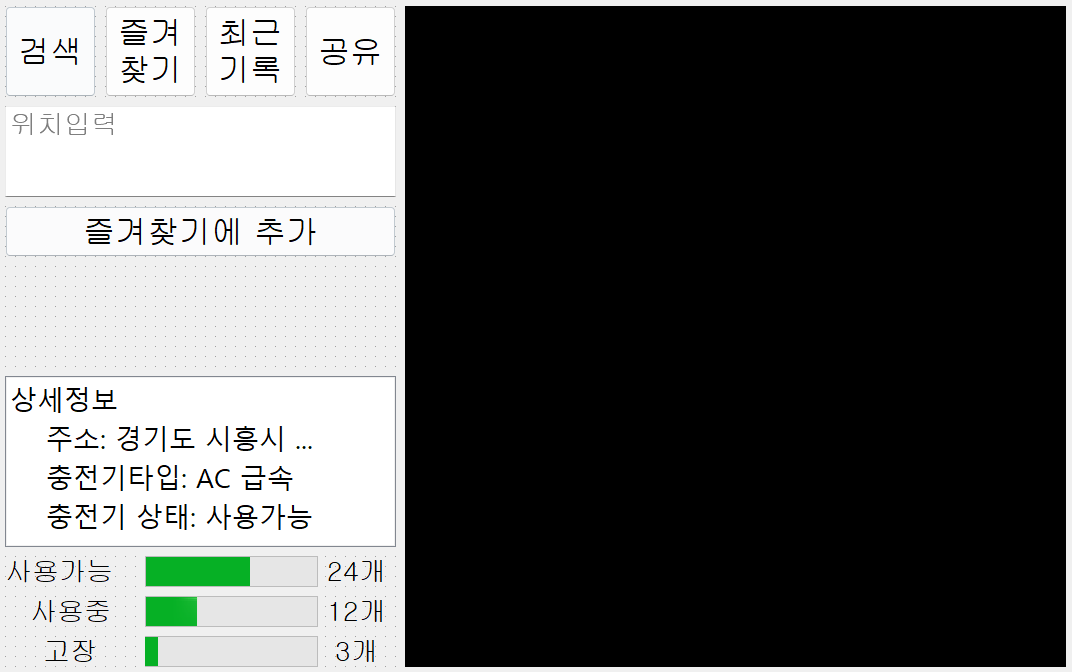 검색
즐겨
찾기
최근
기록
공유
위치입력
즐겨찾기에 추가
상세정보
주소: 경기도 시흥시 ...
충전기타입: AC 급속
충전기 상태: 사용가능
사용가능 24개
사용중 12개
고장 3개